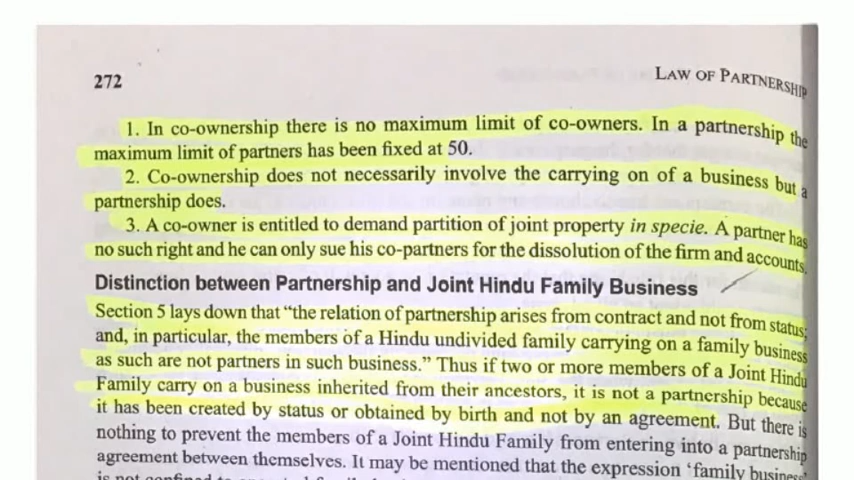 272
LAW OF PARTNERSHIP
1. In co-ownership there is no maximum limit of co-owners. In a partnership the
maximum limit of partners has been fixed at 50.
2. Co-ownership does not necessarily involve the carrying on of a business but a
partnership does.
3. A co-owner is entitled to demand partition of joint property in specie. A partner has
no such right and he can only sue his co-partners for the dissolution of the firm and accounts.
Distinction between Partnership and Joint Hindu Family Business
Section 5 lays down that “the relation of partnership arises from contract and not from status;
and, in particular, the members of a Hindu undivided family carrying on a family business
as such are not partners in such business.” Thus if two or more members of a Joint Hindu
Family carry on a business inherited from their ancestors, it is not a partnership because
it has been created by status or obtained by birth and not by an agreement. But there is
nothing to prevent the members of a Joint Hindu Family from entering into a partnership
agreement between themselves. It may be mentioned that the expression ‘family business’
is not confined to